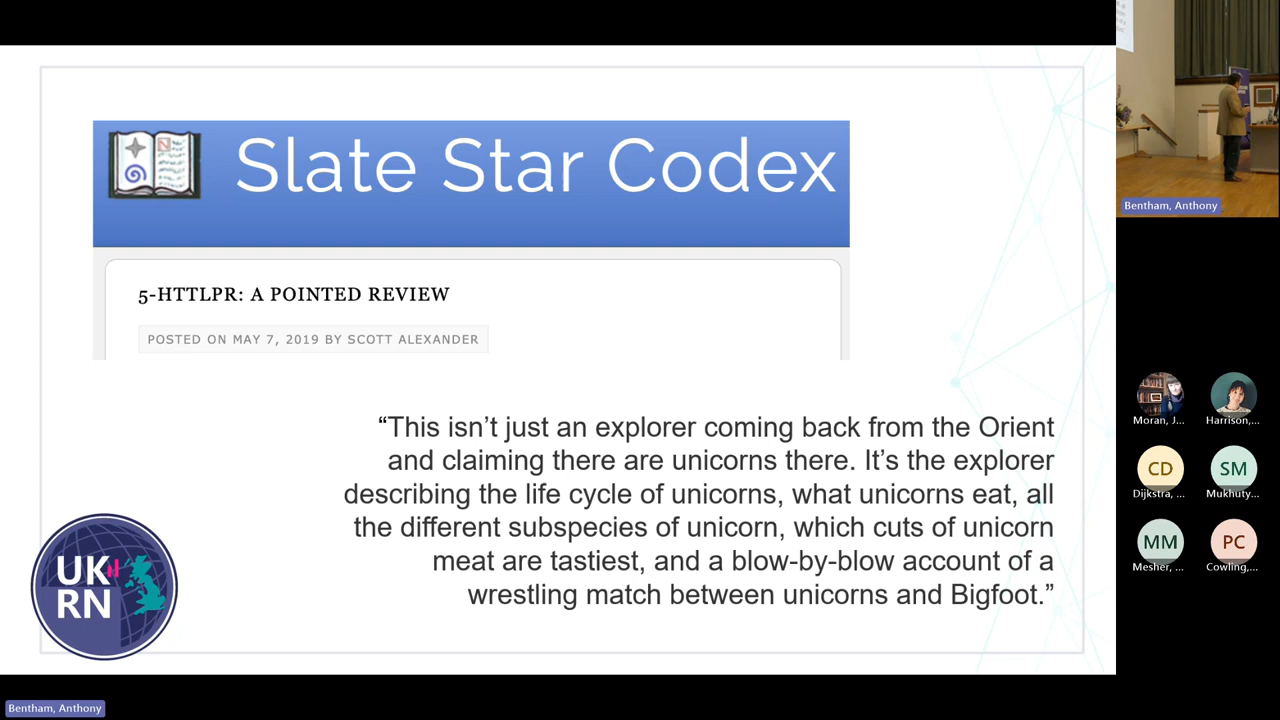 Slate Star Codex
5-HTTLPR: A POINTED REVIEW
POSTED ON MAY 7, 2019 BY SCOTT ALEXANDER
“This isn’t just an explorer coming back from the Orient
and claiming there are unicorns there. It’s the explorer
describing the life cycle of unicorns, what unicorns eat, all
the different subspecies of unicorn, which cuts of unicorn
meat are tastiest, and a blow-by-blow account of a
wrestling match between unicorns and Bigfoot.”
UK
RN
Bentham, Anthony
Moran, J...
Harrison,...
CD
SM
Dijkstra, ...
Mukhuty...
MM
PC
Mesher, ...
Cowling,...
Bentham, Anthony